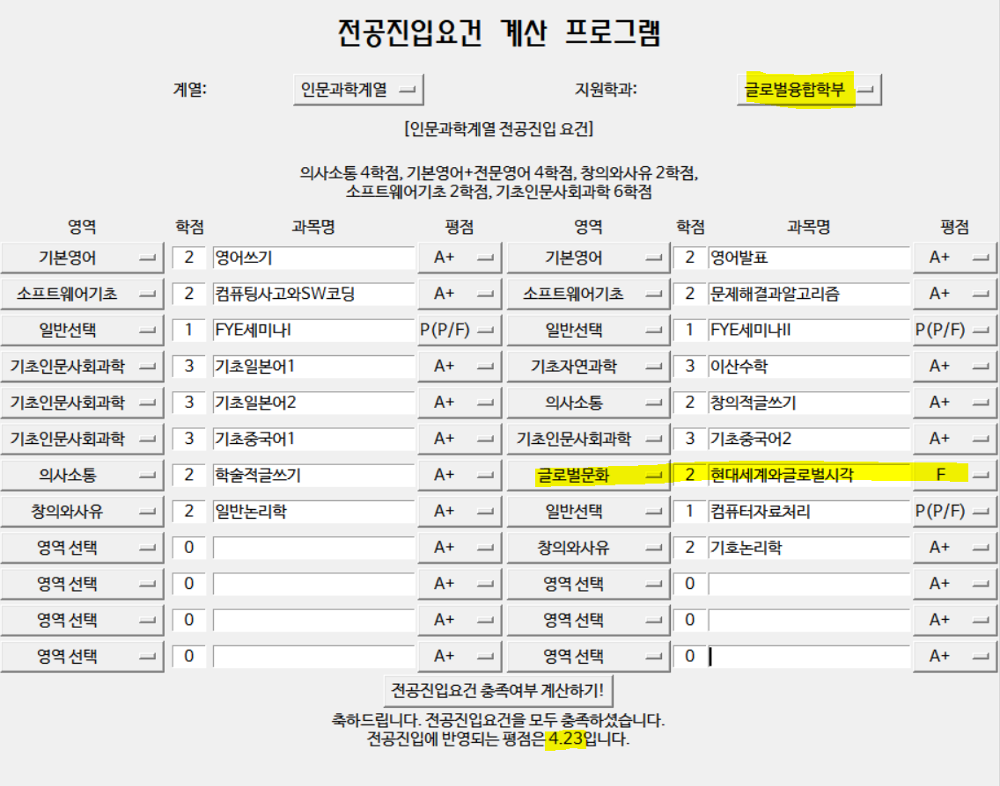 전공진입요건 계산 프로그램
계열: 인문과학계열 지원학과: 글로벌융합학부
[인문과학계열 전공진입 요건]
의사소통 4학점, 기본영어+전문영어 4학점, 창의와사유 2학점,
소프트웨어기초 2학점, 기초인문사회과학 6학점
영역 학점 과목명 평점 영역 학점 과목명 평점
기본영어 2 영어쓰기 A+ 기본영어 2 영어발표 A+
소프트웨어기초 2 컴퓨팅사고와SW코딩 A+ 소프트웨어기초 2 문제해결과알고리즘 A+
일반선택 1 FYE세미나I P(P/F) 일반선택 1 FYE세미나II P(P/F)
기초인문사회과학 3 기초일본어1 A+ 기초자연과학 3 이산수학 A+
기초인문사회과학 3 기초일본어2 A+ 의사소통 2 창의적글쓰기 A+
기초인문사회과학 3 기초중국어1 A+ 기초인문사회과학 3 기초중국어2 A+
의사소통 2 학술적글쓰기 A+ 글로벌문화 2 현대세계와글로벌시각 F
창의와사유 2 일반논리학 A+ 일반선택 1 컴퓨터자료처리 P(P/F)
영역 선택 0 A+ 창의와사유 2 기호논리학 A+
영역 선택 0 A+ 영역 선택 0 A+
영역 선택 0 A+ 영역 선택 0 A+
영역 선택 0 A+ 영역 선택 0 A+
전공진입요건 충족여부 계산하기!
축하드립니다. 전공진입요건을 모두 충족하셨습니다.
전공진입에 반영되는 평점은 4.23입니다.